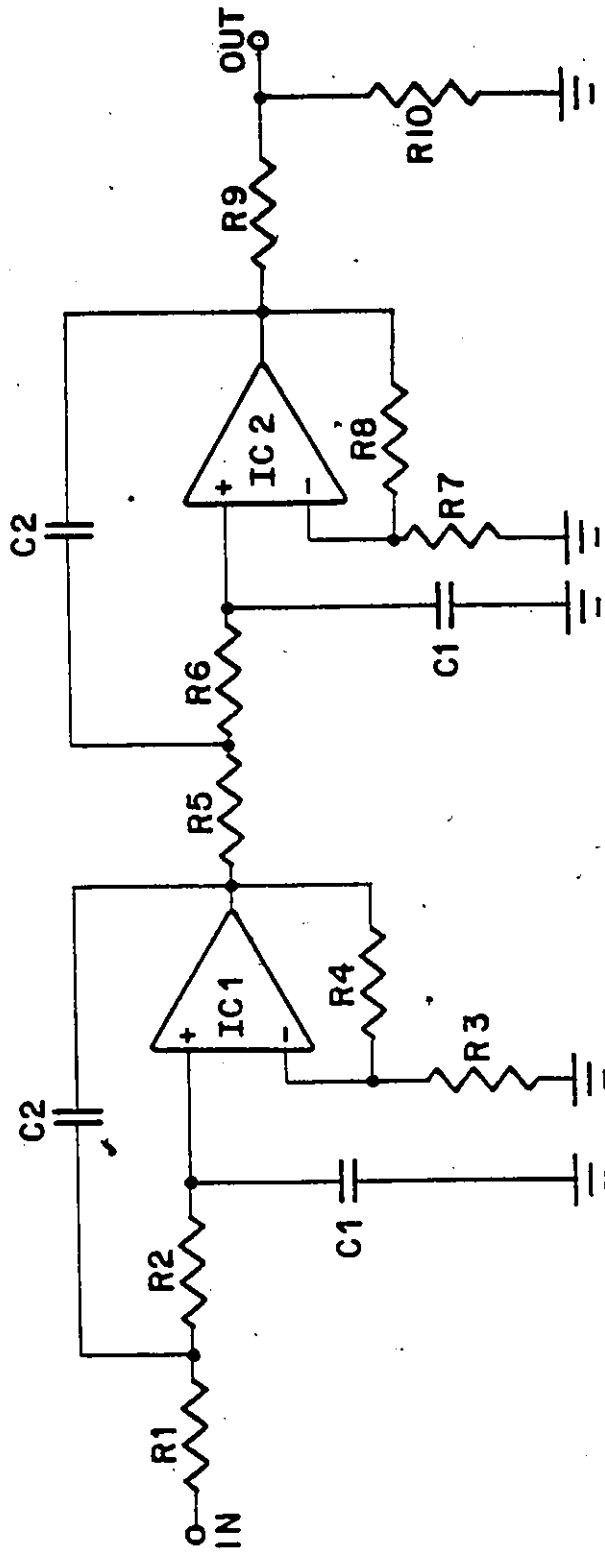 C2
C2
R1
R2
IC1
+
−
R4
R3
C1
R5
R6
IC 2
+
−
R8
R7
C1
R9
R10
IN
OUT